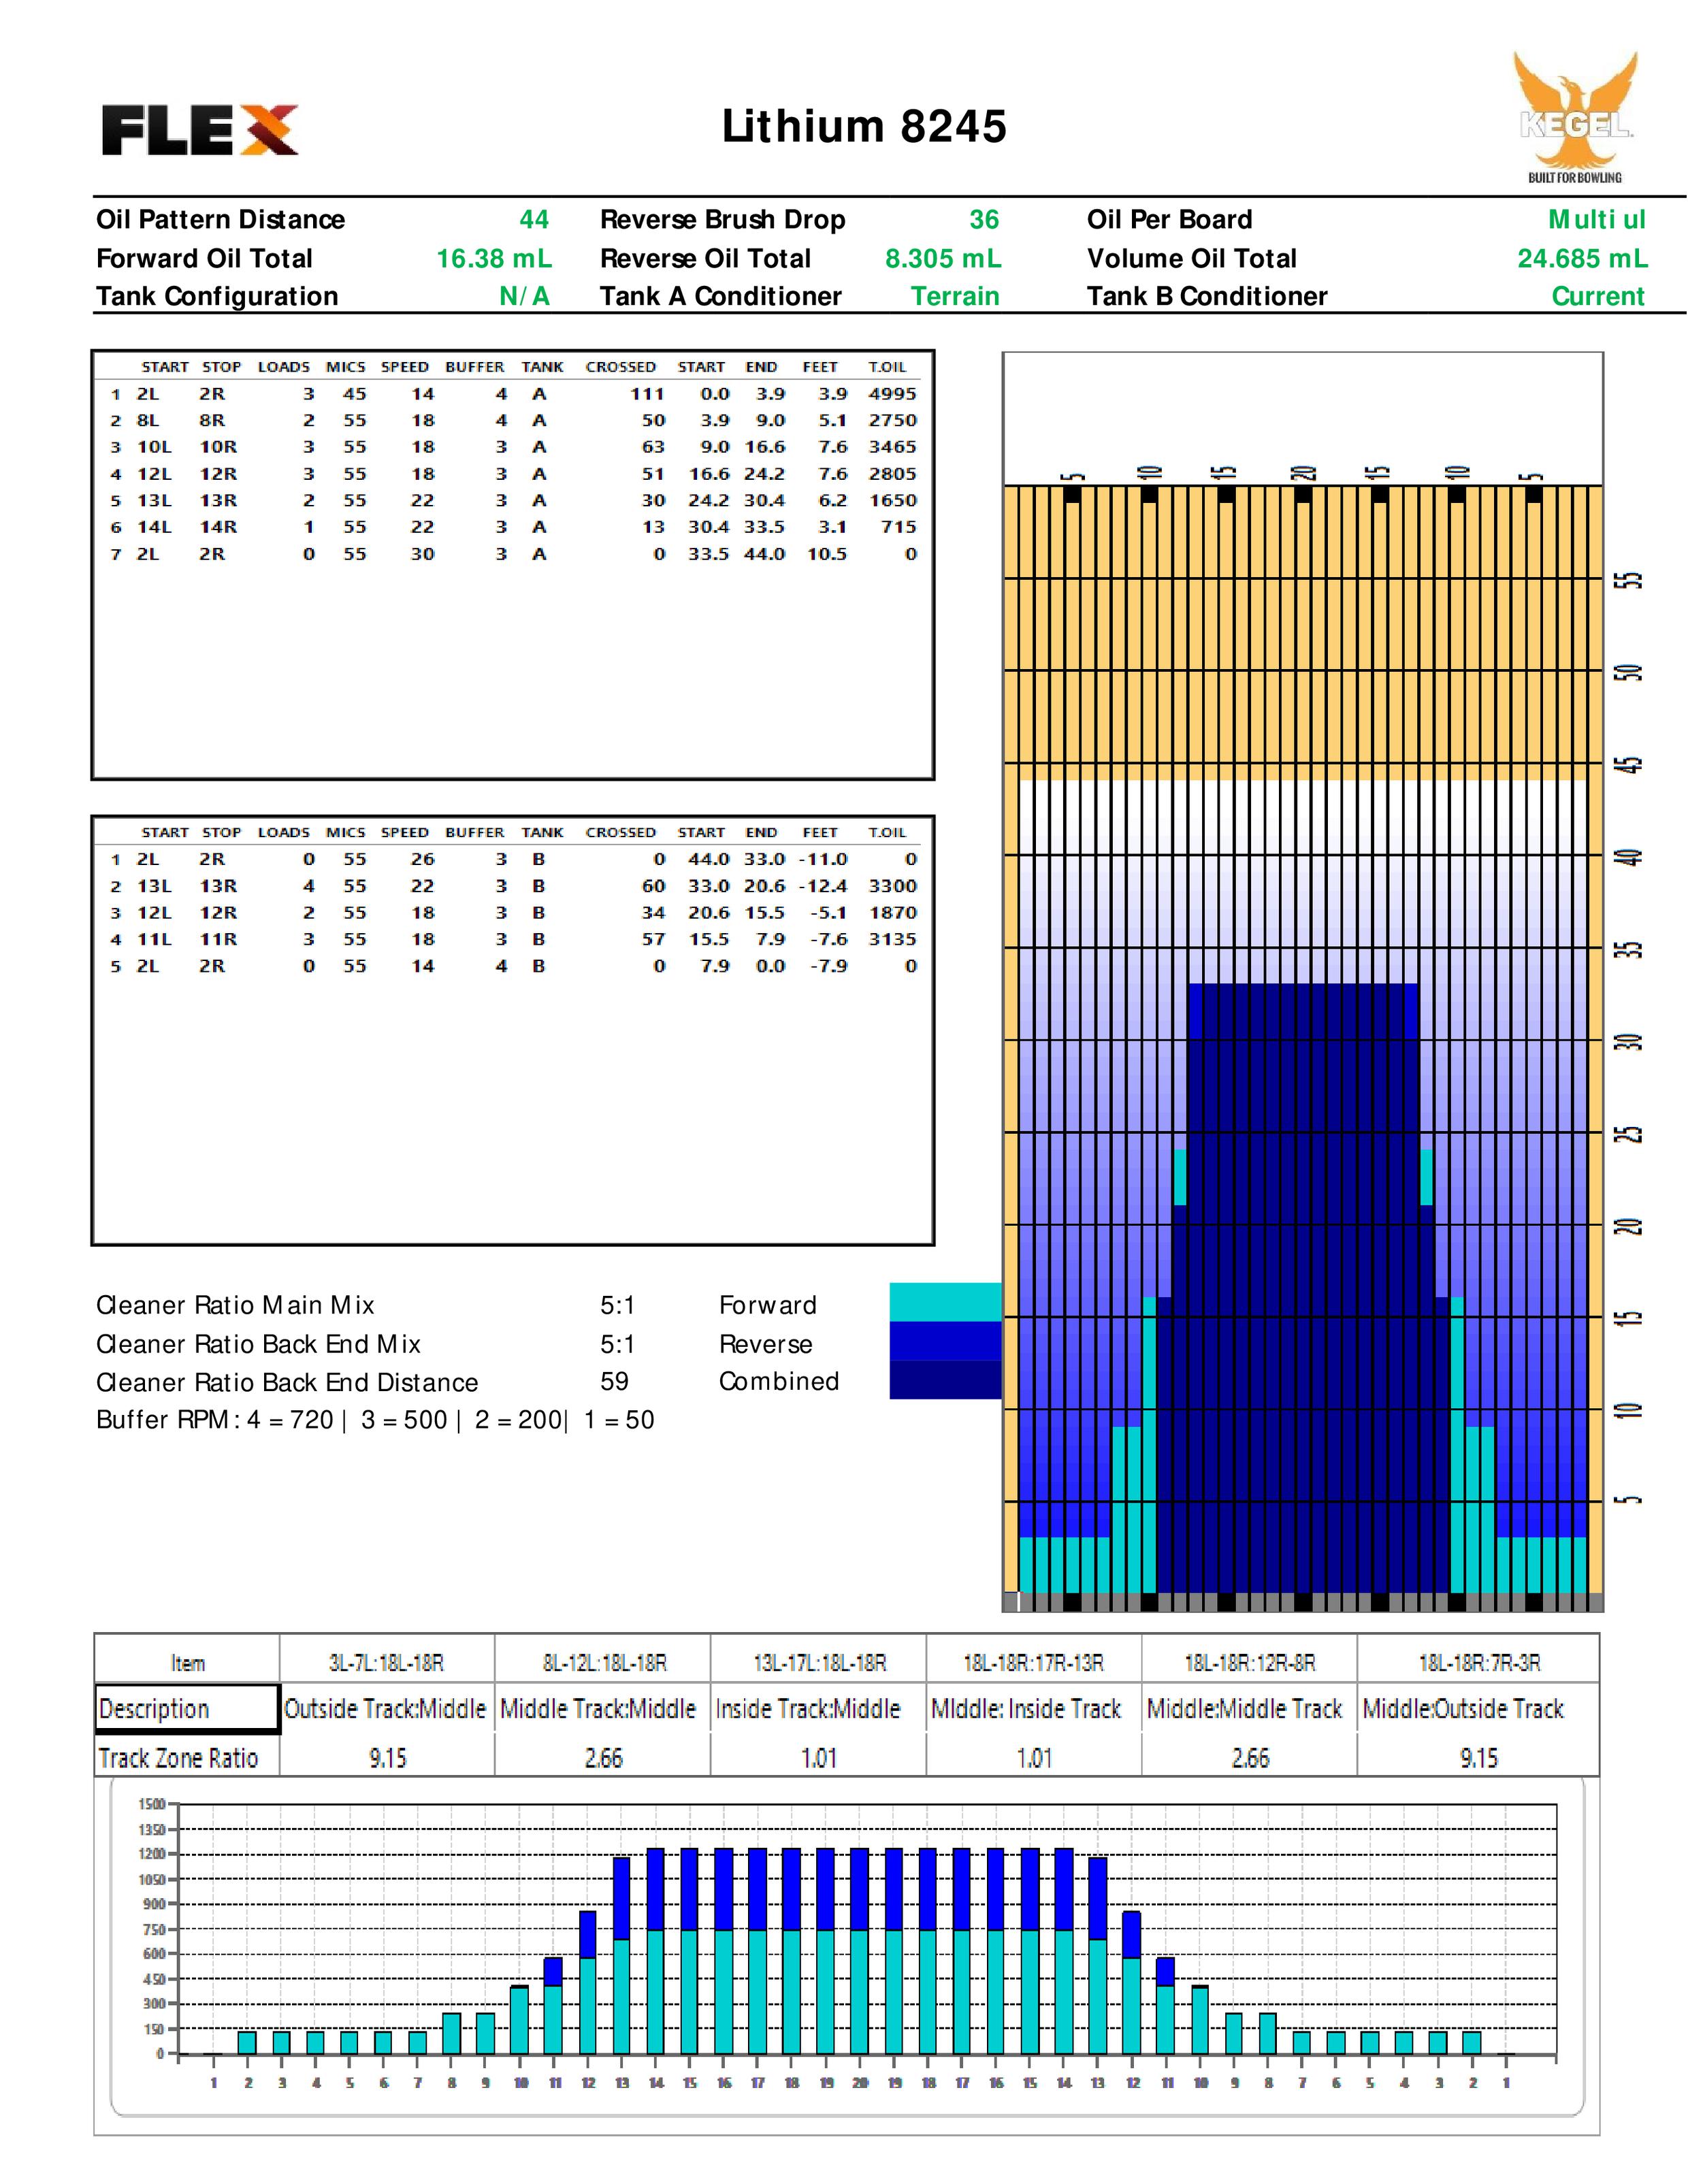 FLEX
Lithium 8245
KEGEL
BUILT FOR BOWLING
Oil Pattern Distance 44 Reverse Brush Drop 36 Oil Per Board Multi ul
Forward Oil Total 16.38 mL Reverse Oil Total 8.305 mL Volume Oil Total 24.685 mL
Tank Configuration N/A Tank A Conditioner Terrain Tank B Conditioner Current
START STOP LOADS MICS SPEED BUFFER TANK CROSSED START END FEET T.OIL
1 2L 2R 3 45 14 4 A 111 0.0 3.9 3.9 4995
2 8L 8R 2 55 18 4 A 50 3.9 9.0 5.1 2750
3 10L 10R 3 55 18 3 A 63 9.0 16.6 7.6 3465
4 12L 12R 3 55 18 3 A 51 16.6 24.2 7.6 2805
5 13L 13R 2 55 22 3 A 30 24.2 30.4 6.2 1650
6 14L 14R 1 55 22 3 A 13 30.4 33.5 3.1 715
7 2L 2R 0 55 30 3 A 0 33.5 44.0 10.5 0
START STOP LOADS MICS SPEED BUFFER TANK CROSSED START END FEET T.OIL
1 2L 2R 0 55 26 3 B 0 44.0 33.0 -11.0 0
2 13L 13R 4 55 22 3 B 60 33.0 20.6 -12.4 3300
3 12L 12R 2 55 18 3 B 34 20.6 15.5 -5.1 1870
4 11L 11R 3 55 18 3 B 57 15.5 7.9 -7.6 3135
5 2L 2R 0 55 14 4 B 0 7.9 0.0 -7.9 0
5 10 15 20 15 10 5
55
50
45
40
35
30
25
20
15
10
5
Cleaner Ratio Main Mix 5:1 Forward
Cleaner Ratio Back End Mix 5:1 Reverse
Cleaner Ratio Back End Distance 59 Combined
Buffer RPM: 4 = 720 | 3 = 500 | 2 = 200| 1 = 50
Item 3L-7L:18L-18R 8L-12L:18L-18R 13L-17L:18L-18R 18L-18R:17R-13R 18L-18R:12R-8R 18L-18R:7R-3R
Description Outside Track:Middle Middle Track:Middle Inside Track:Middle MIddle: Inside Track Middle:Middle Track Middle:Outside Track
Track Zone Ratio 9.15 2.66 1.01 1.01 2.66 9.15
1500
1350
1200
1050
900
750
600
450
300
150
0
1 2 3 4 5 6 7 8 9 10 11 12 13 14 15 16 17 18 19 20 19 18 17 16 15 14 13 12 11 10 9 8 7 6 5 4 3 2 1